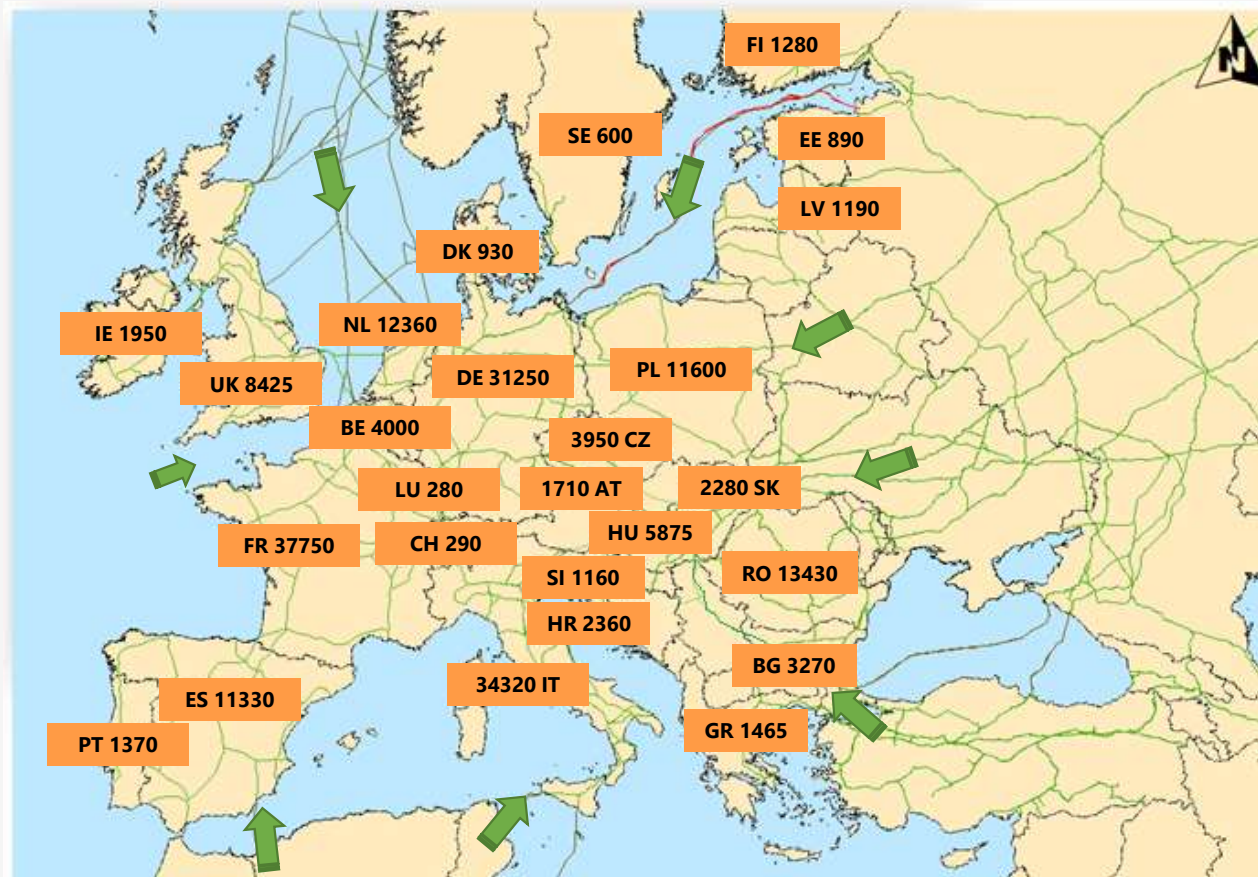 FI 1280
N
SE 600
EE 890
LV 1190
DK 930
IE 1950
NL 12360
UK 8425
DE 31250
PL 11600
BE 4000
3950 CZ
LU 280
1710 AT
2280 SK
FR 37750
CH 290
HU 5875
SI 1160
RO 13430
HR 2360
BG 3270
34320 IT
ES 11330
PT 1370
GR 1465